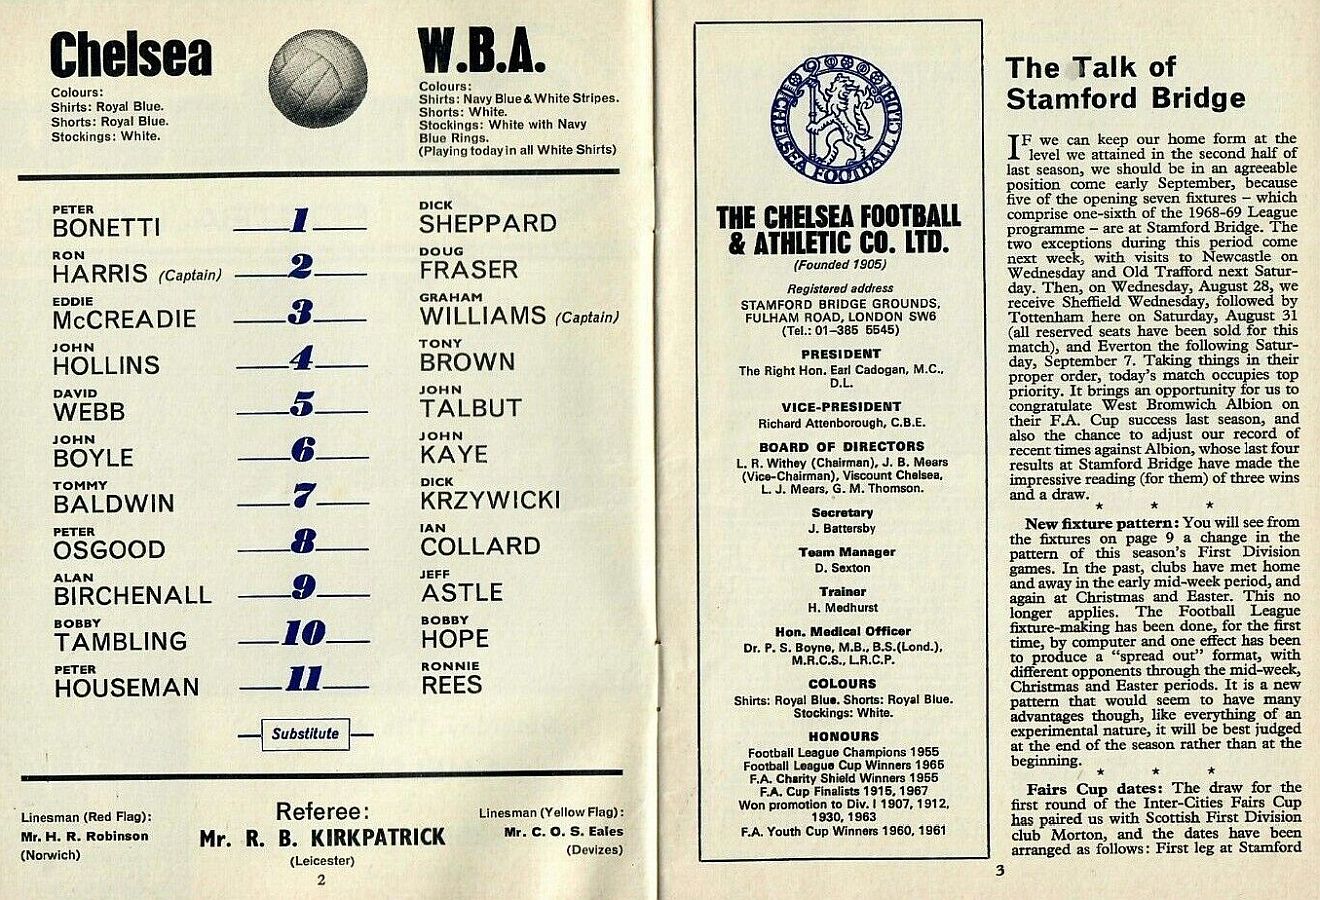 Chelsea
Colours:
Shirts: Royal Blue.
Shorts: Royal Blue.
Stockings: White.
W.B.A.
Colours:
Shirts: Navy Blue & White Stripes.
Shorts: White.
Stockings: White with Navy
Blue Rings.
(Playing today in all White Shirts)
PETER
BONETTI 1 DICK
SHEPPARD
RON
HARRIS (Captain) 2 DOUG
FRASER
EDDIE
McCREADIE 3 GRAHAM
WILLIAMS (Captain)
JOHN
HOLLINS 4 TONY
BROWN
DAVID
WEBB 5 JOHN
TALBUT
JOHN
BOYLE 6 JOHN
KAYE
TOMMY
BALDWIN 7 DICK
KRZYWICKI
PETER
OSGOOD 8 IAN
COLLARD
ALAN
BIRCHENALL 9 JEFF
ASTLE
BOBBY
TAMBLING 10 BOBBY
HOPE
PETER
HOUSEMAN 11 RONNIE
REES
Substitute
Linesman (Red Flag):
Mr. H. R. Robinson
(Norwich)
Referee:
Mr. R. B. KIRKPATRICK
(Leicester)
Linesman (Yellow Flag):
Mr. C. O. S. Eales
(Devizes)
2
CHELSEA FOOTBALL CLUB
THE CHELSEA FOOTBALL
& ATHLETIC CO. LTD.
(Founded 1905)
Registered address
STAMFORD BRIDGE GROUNDS,
FULHAM ROAD, LONDON SW6
(Tel.: 01-385 5545)
PRESIDENT
The Right Hon. Earl Cadogan, M.C.,
D.L.
VICE-PRESIDENT
Richard Attenborough, C.B.E.
BOARD OF DIRECTORS
L. R. Withey (Chairman), J. B. Mears
(Vice-Chairman), Viscount Chelsea,
L. J. Mears, G. M. Thomson.
Secretary
J. Battersby
Team Manager
D. Sexton
Trainer
H. Medhurst
Hon. Medical Officer
Dr. P. S. Boyne, M.B., B.S.(Lond.),
M.R.C.S., L.R.C.P.
COLOURS
Shirts: Royal Blue. Shorts: Royal Blue.
Stockings: White.
HONOURS
Football League Champions 1955
Football League Cup Winners 1965
F.A. Charity Shield Winners 1955
F.A. Cup Finalists 1915, 1967
Won promotion to Div. I 1907, 1912,
1930, 1963
F.A. Youth Cup Winners 1960, 1961
The Talk of
Stamford Bridge
IF we can keep our home form at the
level we attained in the second half of
last season, we should be in an agreeable
position come early September, because
five of the opening seven fixtures – which
comprise one-sixth of the 1968-69 League
programme – are at Stamford Bridge. The
two exceptions during this period come
next week, with visits to Newcastle on
Wednesday and Old Trafford next Satur-
day. Then, on Wednesday, August 28, we
receive Sheffield Wednesday, followed by
Tottenham here on Saturday, August 31
(all reserved seats have been sold for this
match), and Everton the following Satur-
day, September 7. Taking things in their
proper order, today's match occupies top
priority. It brings an opportunity for us to
congratulate West Bromwich Albion on
their F.A. Cup success last season, and
also the chance to adjust our record of
recent times against Albion, whose last four
results at Stamford Bridge have made the
impressive reading (for them) of three wins
and a draw.
* * *
New fixture pattern: You will see from
the fixtures on page 9 a change in the
pattern of this season's First Division
games. In the past, clubs have met home
and away in the early mid-week period, and
again at Christmas and Easter. This no
longer applies. The Football League
fixture-making has been done, for the first
time, by computer and one effect has been
to produce a "spread out" format, with
different opponents through the mid-week,
Christmas and Easter periods. It is a new
pattern that would seem to have many
advantages though, like everything of an
experimental nature, it will be best judged
at the end of the season rather than at the
beginning.
* * *
Fairs Cup dates: The draw for the
first round of the Inter-Cities Fairs Cup
has paired us with Scottish First Division
club Morton, and the dates have been
arranged as follows: First leg at Stamford
3